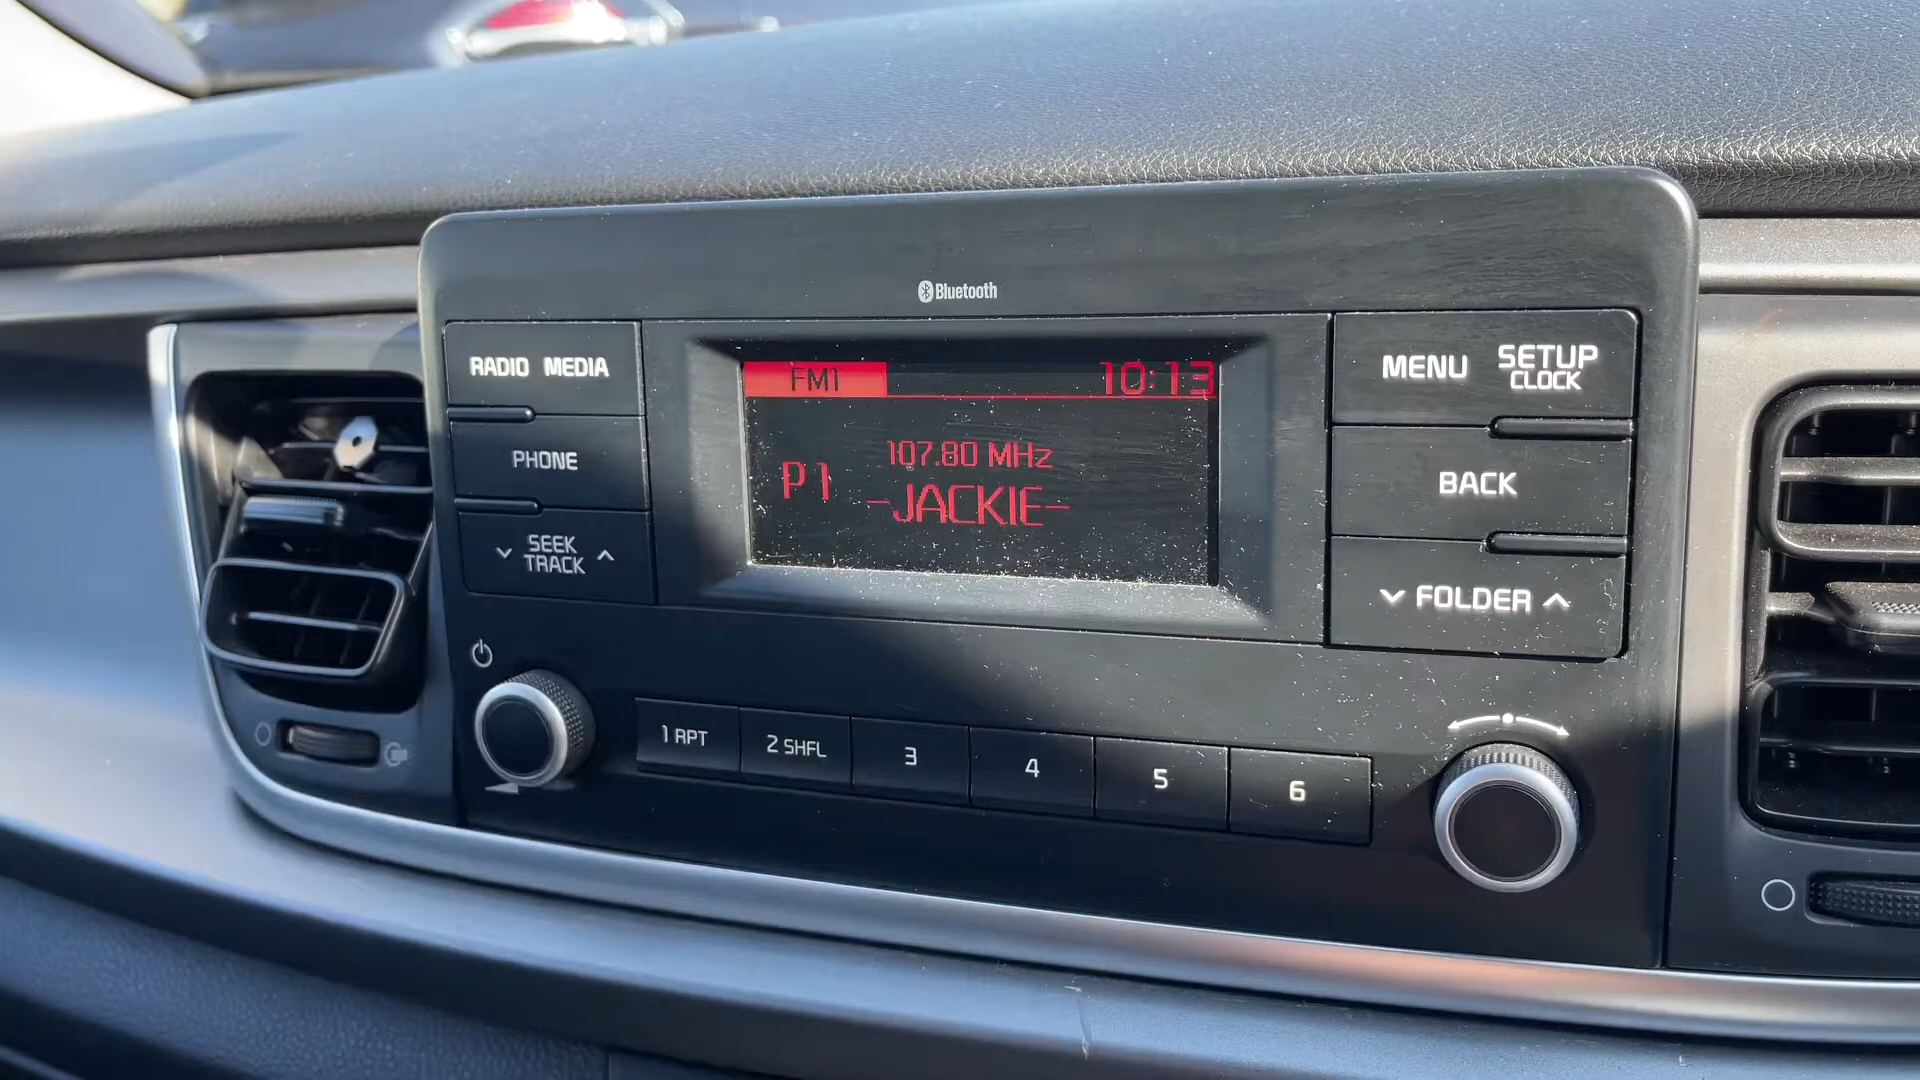 Bluetooth
RADIO MEDIA
PHONE
SEEK
TRACK
FM1 10:13
107.80 MHz
P1
-JACKIE-
MENU SETUP
CLOCK
BACK
FOLDER
1 RPT
2 SHFL
3
4
5
6